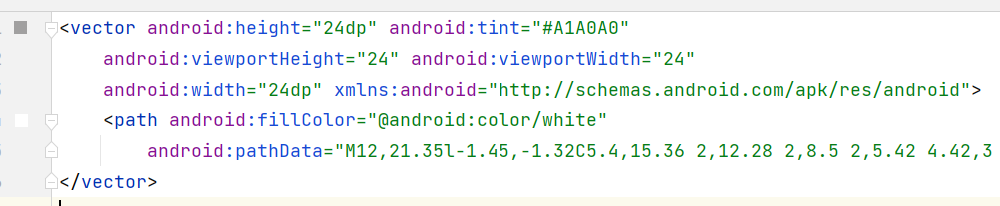 <vector android:height="24dp" android:tint="#A1A0A0"
android:viewportHeight="24" android:viewportWidth="24"
android:width="24dp" xmlns:android="http://schemas.android.com/apk/res/android">
<path android:fillColor="@android:color/white"
android:pathData="M12,21.35l-1.45,-1.32C5.4,15.36 2,12.28 2,8.5 2,5.42 4.42,3
</vector>